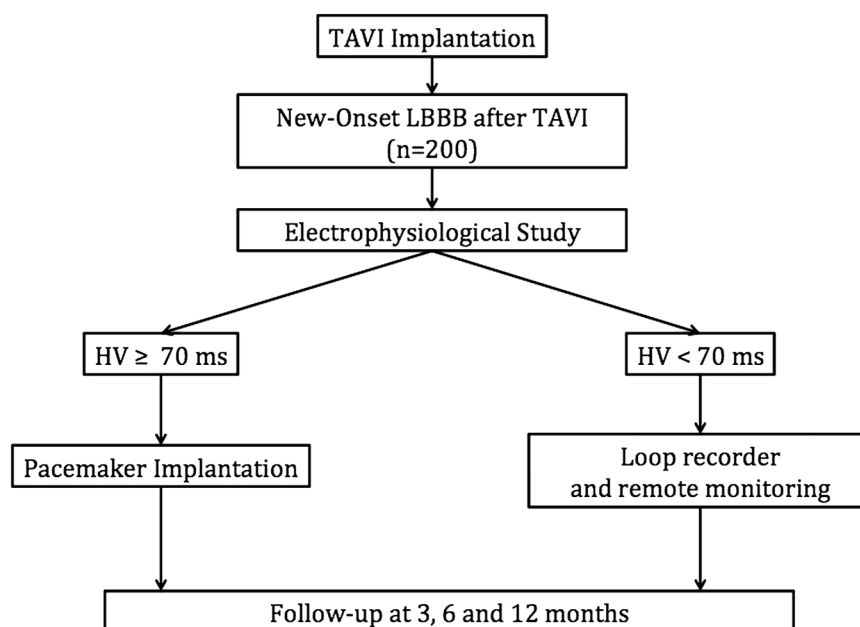 TAVI Implantation
New-Onset LBBB after TAVI
(n=200)
Electrophysiological Study
HV ≥ 70 ms
HV < 70 ms
Pacemaker Implantation
Loop recorder
and remote monitoring
Follow-up at 3, 6 and 12 months